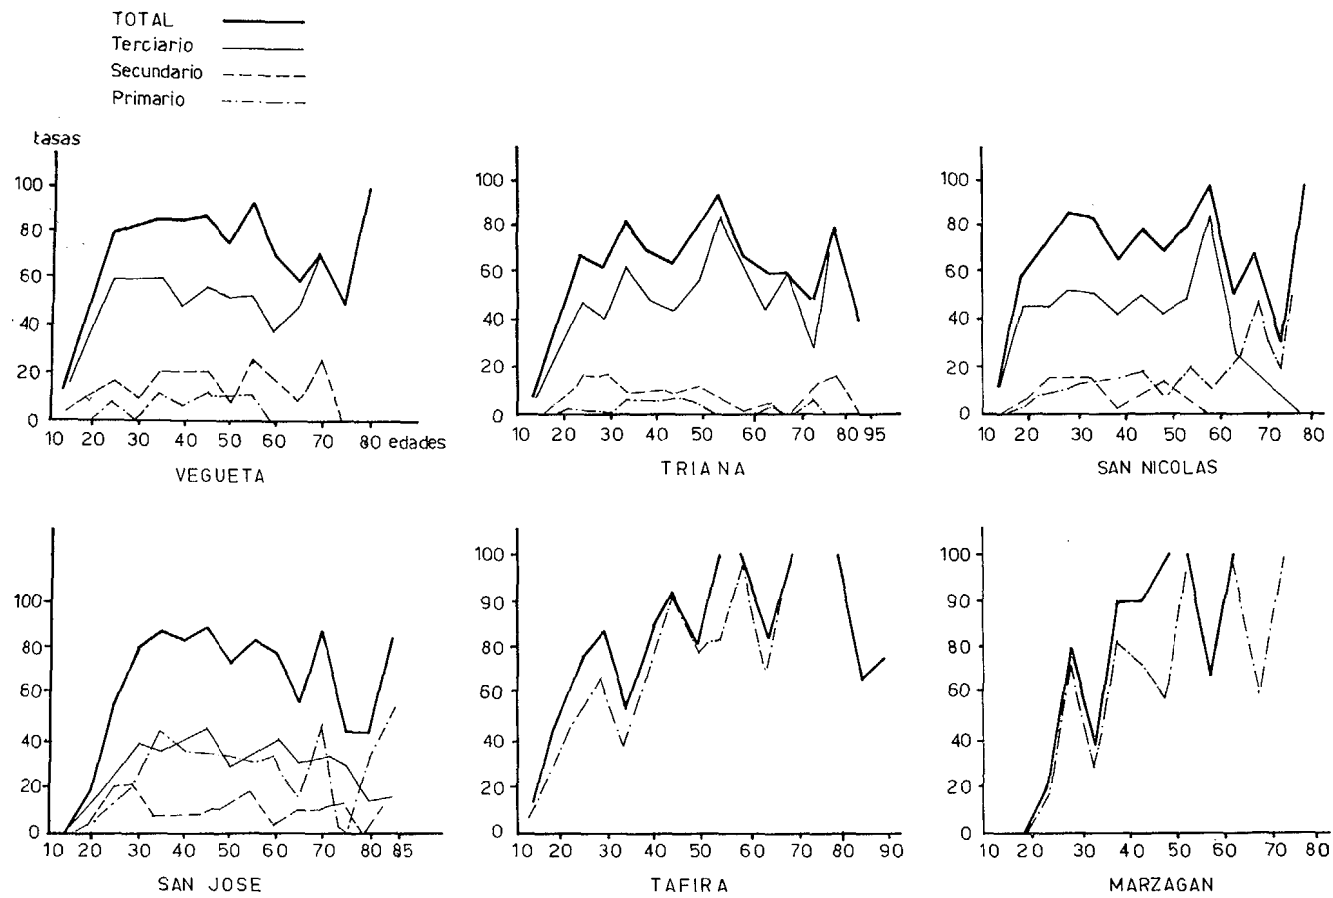 TOTAL
Terciario
Secundario
Primario
tasas
100
80
60
40
20
0
10 20 30 40 50 60 70 80 edades
VEGUETA
100
80
60
40
20
0
10 20 30 40 50 60 70 80 95
TRIANA
100
80
60
40
20
0
10 20 30 40 50 60 70 80
SAN NICOLAS
100
80
60
40
20
0
10 20 30 40 50 60 70 80 85
SAN JOSE
100
90
80
60
40
20
0
10 20 30 40 50 60 70 80 90
TAFIRA
100
90
80
60
40
20
0
10 20 30 40 50 60 70 80
MARZAGAN